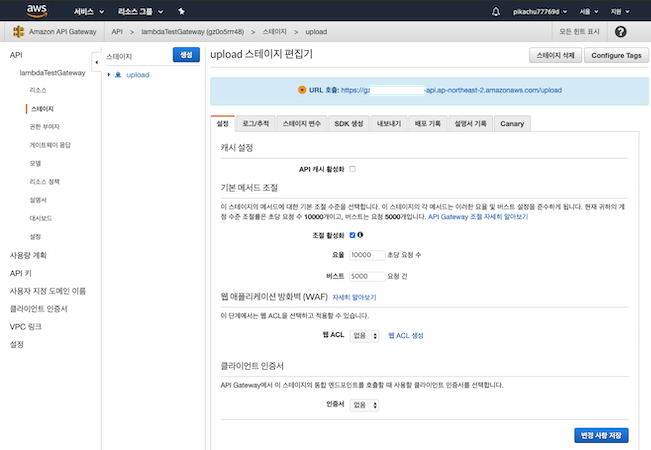 aws
서비스
리소스 그룹
pikachu77769d
서울
지원
Amazon API Gateway
API > lambdaTestGateway (gz0o5rrr48) > 스테이지 > upload
모든 힌트 표시
API
lambdaTestGateway
리소스
스테이지
권한 부여자
게이트웨이 응답
모델
리소스 정책
설명서
대시보드
설정
사용량 계획
API 키
사용자 지정 도메인 이름
클라이언트 인증서
VPC 링크
설정
스테이지
생성
upload
upload 스테이지 편집기
스테이지 삭제
Configure Tags
URL 호출: https://gz -api.ap-northeast-2.amazonaws.com/upload
설정
로그/추적
스테이지 변수
SDK 생성
내보내기
배포 기록
설명서 기록
Canary
캐시 설정
API 캐시 활성화
기본 메서드 조절
이 스테이지의 메서드에 대한 기본 조절 수준을 선택합니다. 이 스테이지의 각 메서드는 이러한 요율 및 버스트 설정을 준수하게 됩니다. 현재 귀하의 계
정 수준 조절률은 초당 요청 수 10000개이고, 버스트는 요청 5000개입니다. API Gateway 조절 자세히 알아보기
조절 활성화
요율 10000 초당 요청 수
버스트 5000 요청 건
웹 애플리케이션 방화벽 (WAF) 자세히 알아보기
이 단계에서는 웹 ACL을 선택하고 적용할 수 있습니다.
웹 ACL 없음 웹 ACL 생성
클라이언트 인증서
API Gateway에서 이 스테이지의 통합 엔드포인트를 호출할 때 사용할 클라이언트 인증서를 선택합니다.
인증서 없음
변경 사항 저장